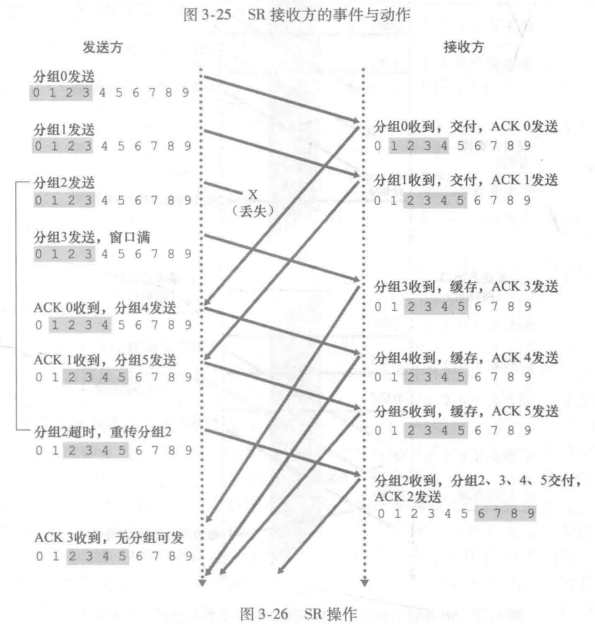 图 3-25 SR 接收方的事件与动作
发送方
接收方
分组0发送
0 1 2 3 4 5 6 7 8 9
分组0收到，交付，ACK 0发送
0 1 2 3 4 5 6 7 8 9
分组1发送
0 1 2 3 4 5 6 7 8 9
分组1收到，交付，ACK 1发送
0 1 2 3 4 5 6 7 8 9
分组2发送
0 1 2 3 4 5 6 7 8 9
X
（丢失）
分组3发送，窗口满
0 1 2 3 4 5 6 7 8 9
分组3收到，缓存，ACK 3发送
0 1 2 3 4 5 6 7 8 9
ACK 0收到，分组4发送
0 1 2 3 4 5 6 7 8 9
分组4收到，缓存，ACK 4发送
0 1 2 3 4 5 6 7 8 9
ACK 1收到，分组5发送
0 1 2 3 4 5 6 7 8 9
分组5收到，缓存，ACK 5发送
0 1 2 3 4 5 6 7 8 9
分组2超时，重传分组2
0 1 2 3 4 5 6 7 8 9
分组2收到，分组2、3、4、5交付，
ACK 2发送
0 1 2 3 4 5 6 7 8 9
ACK 3收到，无分组可发
0 1 2 3 4 5 6 7 8 9
图 3-26 SR 操作